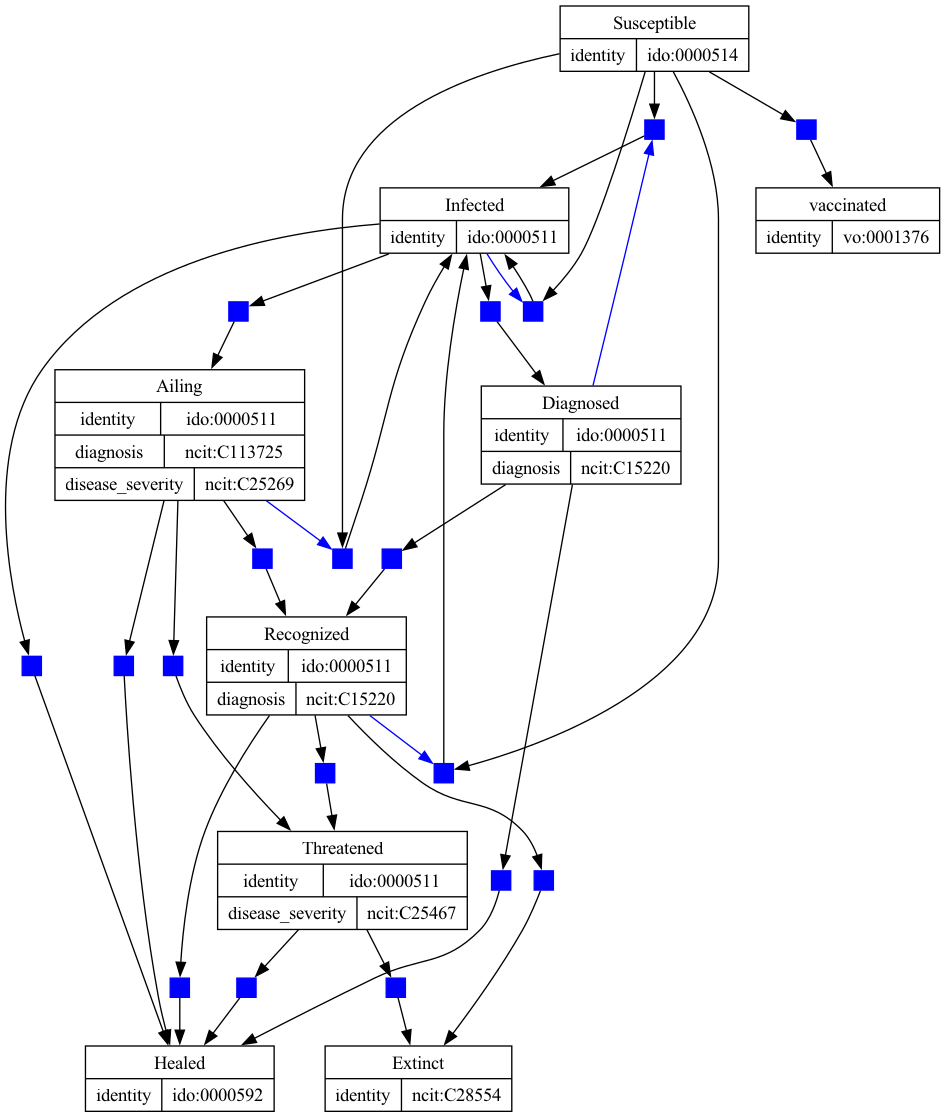 Susceptible
identity ido:0000514
Infected
identity ido:0000511
vaccinated
identity vo:0001376
Ailing
identity ido:0000511
diagnosis ncit:C113725
disease_severity ncit:C25269
Diagnosed
identity ido:0000511
diagnosis ncit:C15220
Recognized
identity ido:0000511
diagnosis ncit:C15220
Threatened
identity ido:0000511
disease_severity ncit:C25467
Healed
identity ido:0000592
Extinct
identity ncit:C28554